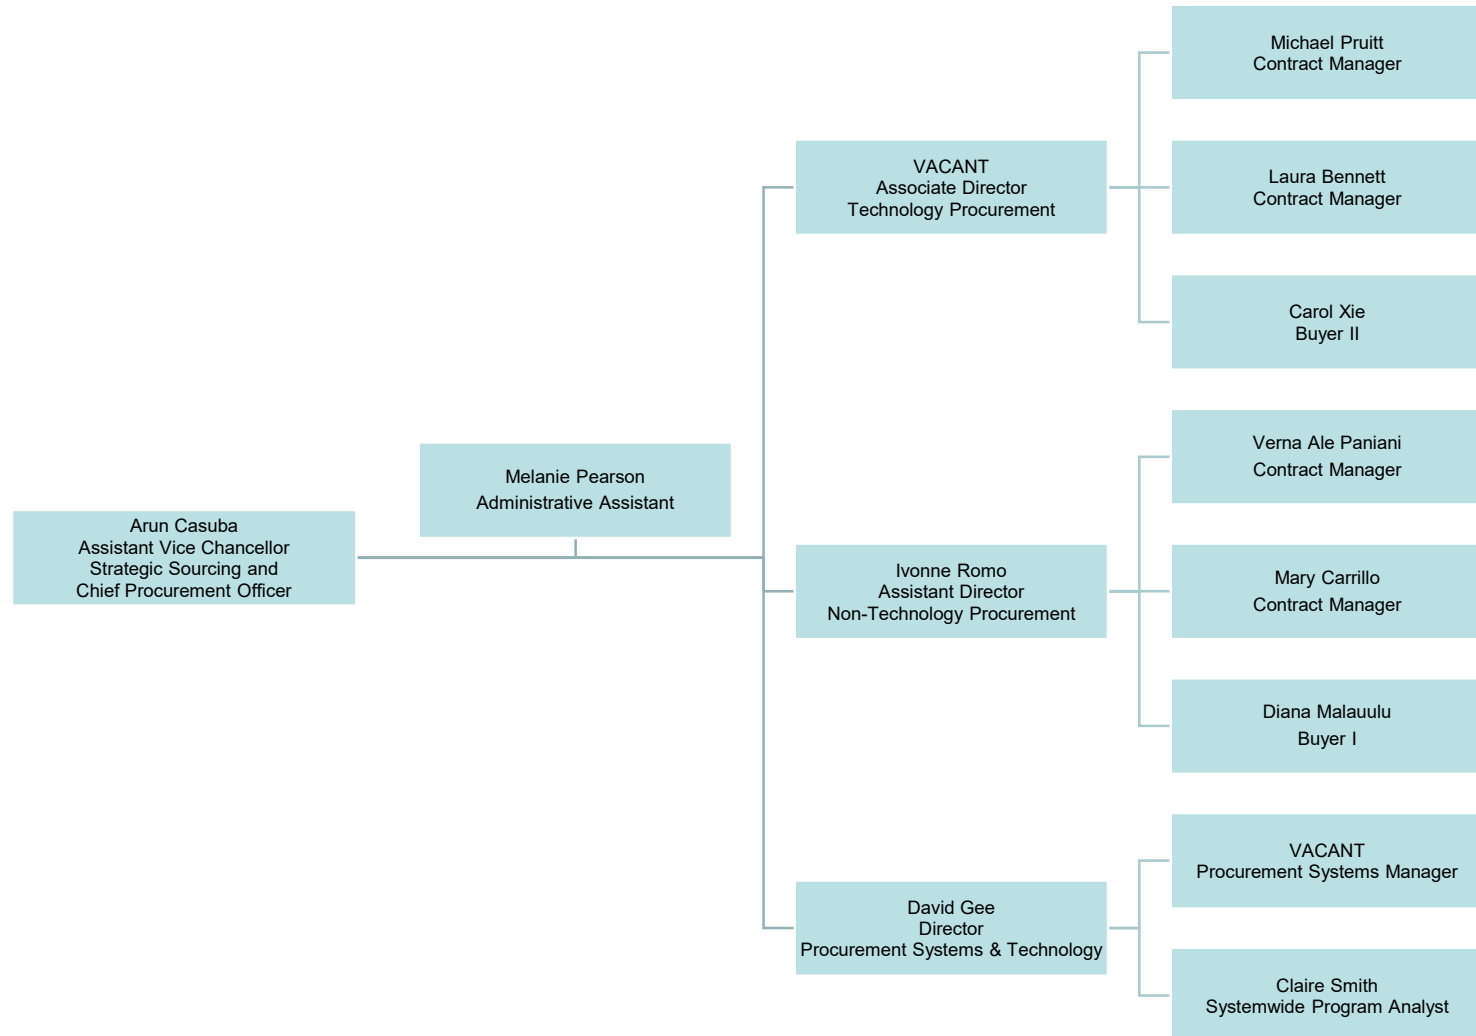 Arun Casuba
Assistant Vice Chancellor
Strategic Sourcing and
Chief Procurement Officer
Melanie Pearson
Administrative Assistant
VACANT
Associate Director
Technology Procurement
Michael Pruitt
Contract Manager
Laura Bennett
Contract Manager
Carol Xie
Buyer II
Ivonne Romo
Assistant Director
Non-Technology Procurement
Verna Ale Paniani
Contract Manager
Mary Carrillo
Contract Manager
Diana Malauulu
Buyer I
David Gee
Director
Procurement Systems & Technology
VACANT
Procurement Systems Manager
Claire Smith
Systemwide Program Analyst